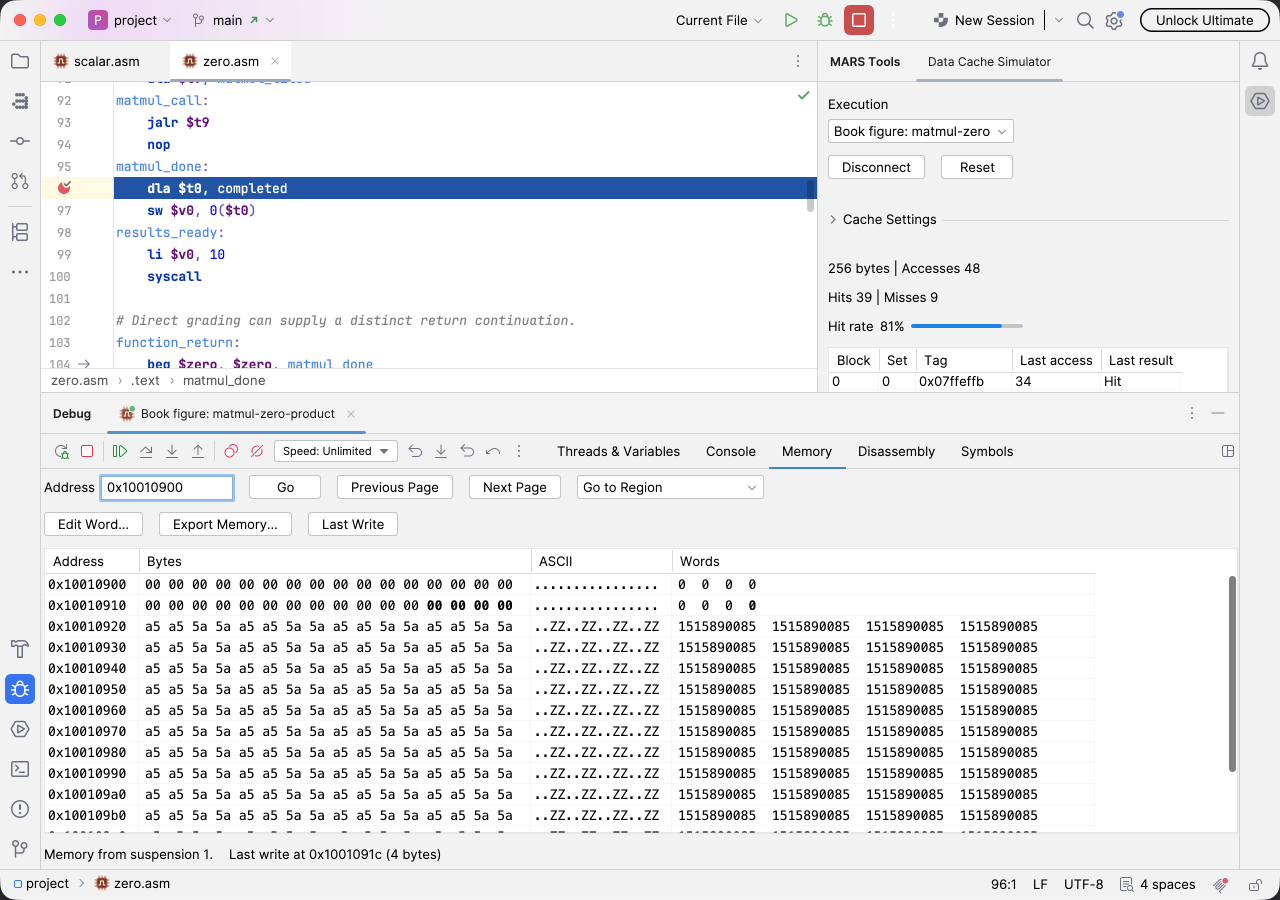 P project main Current File New Session Unlock Ultimate
scalar.asm zero.asm MARS Tools Data Cache Simulator
92 matmul_call:
93 jalr $t9
94 nop
95 matmul_done:
dla $t0, completed
97 sw $v0, 0($t0)
98 results_ready:
99 li $v0, 10
100 syscall
101
102 # Direct grading can supply a distinct return continuation.
103 function_return:
104 beq $zero, $zero, matmul_done
zero.asm .text matmul_done
Execution
Book figure: matmul-zero
Disconnect Reset
Cache Settings
256 bytes | Accesses 48
Hits 39 | Misses 9
Hit rate 81%
Block Set Tag Last access Last result
0 0 0x07ffeffb 34 Hit
Debug Book figure: matmul-zero-product
Speed: Unlimited Threads & Variables Console Memory Disassembly Symbols
Address 0x10010900 Go Previous Page Next Page Go to Region
Edit Word... Export Memory... Last Write
Address Bytes ASCII Words
0x10010900 00 00 00 00 00 00 00 00 00 00 00 00 00 00 00 00 ................ 0 0 0 0
0x10010910 00 00 00 00 00 00 00 00 00 00 00 00 00 00 00 00 ................ 0 0 0 0
0x10010920 a5 a5 5a 5a a5 a5 5a 5a a5 a5 5a 5a a5 a5 5a 5a ..ZZ..ZZ..ZZ..ZZ 1515890085 1515890085 1515890085 1515890085
0x10010930 a5 a5 5a 5a a5 a5 5a 5a a5 a5 5a 5a a5 a5 5a 5a ..ZZ..ZZ..ZZ..ZZ 1515890085 1515890085 1515890085 1515890085
0x10010940 a5 a5 5a 5a a5 a5 5a 5a a5 a5 5a 5a a5 a5 5a 5a ..ZZ..ZZ..ZZ..ZZ 1515890085 1515890085 1515890085 1515890085
0x10010950 a5 a5 5a 5a a5 a5 5a 5a a5 a5 5a 5a a5 a5 5a 5a ..ZZ..ZZ..ZZ..ZZ 1515890085 1515890085 1515890085 1515890085
0x10010960 a5 a5 5a 5a a5 a5 5a 5a a5 a5 5a 5a a5 a5 5a 5a ..ZZ..ZZ..ZZ..ZZ 1515890085 1515890085 1515890085 1515890085
0x10010970 a5 a5 5a 5a a5 a5 5a 5a a5 a5 5a 5a a5 a5 5a 5a ..ZZ..ZZ..ZZ..ZZ 1515890085 1515890085 1515890085 1515890085
0x10010980 a5 a5 5a 5a a5 a5 5a 5a a5 a5 5a 5a a5 a5 5a 5a ..ZZ..ZZ..ZZ..ZZ 1515890085 1515890085 1515890085 1515890085
0x10010990 a5 a5 5a 5a a5 a5 5a 5a a5 a5 5a 5a a5 a5 5a 5a ..ZZ..ZZ..ZZ..ZZ 1515890085 1515890085 1515890085 1515890085
0x100109a0 a5 a5 5a 5a a5 a5 5a 5a a5 a5 5a 5a a5 a5 5a 5a ..ZZ..ZZ..ZZ..ZZ 1515890085 1515890085 1515890085 1515890085
0x100109b0 a5 a5 5a 5a a5 a5 5a 5a a5 a5 5a 5a a5 a5 5a 5a ..ZZ..ZZ..ZZ..ZZ 1515890085 1515890085 1515890085 1515890085
Memory from suspension 1. Last write at 0x1001091c (4 bytes)
project zero.asm 96:1 LF UTF-8 4 spaces